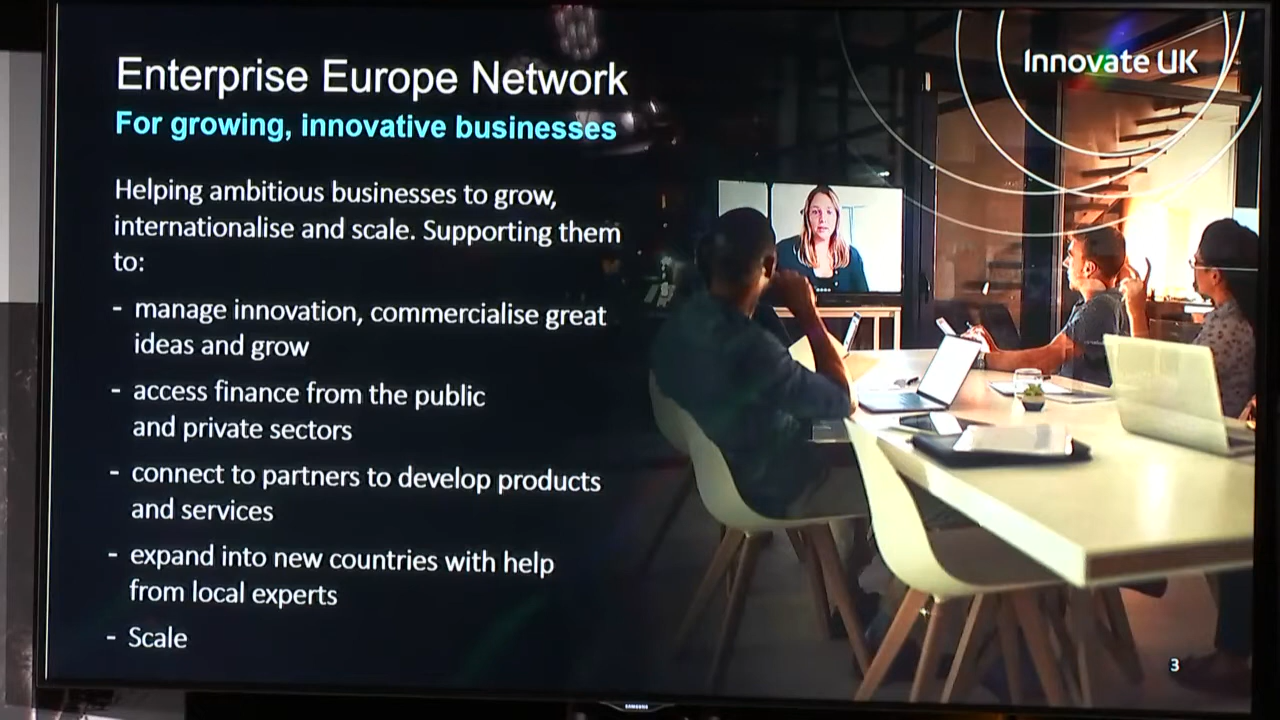 Enterprise Europe Network
For growing, innovative businesses
Innovate UK
Helping ambitious businesses to grow,
internationalise and scale. Supporting them
to:
- manage innovation, commercialise great
ideas and grow
- access finance from the public
and private sectors
- connect to partners to develop products
and services
- expand into new countries with help
from local experts
- Scale
3
SAMSUNG